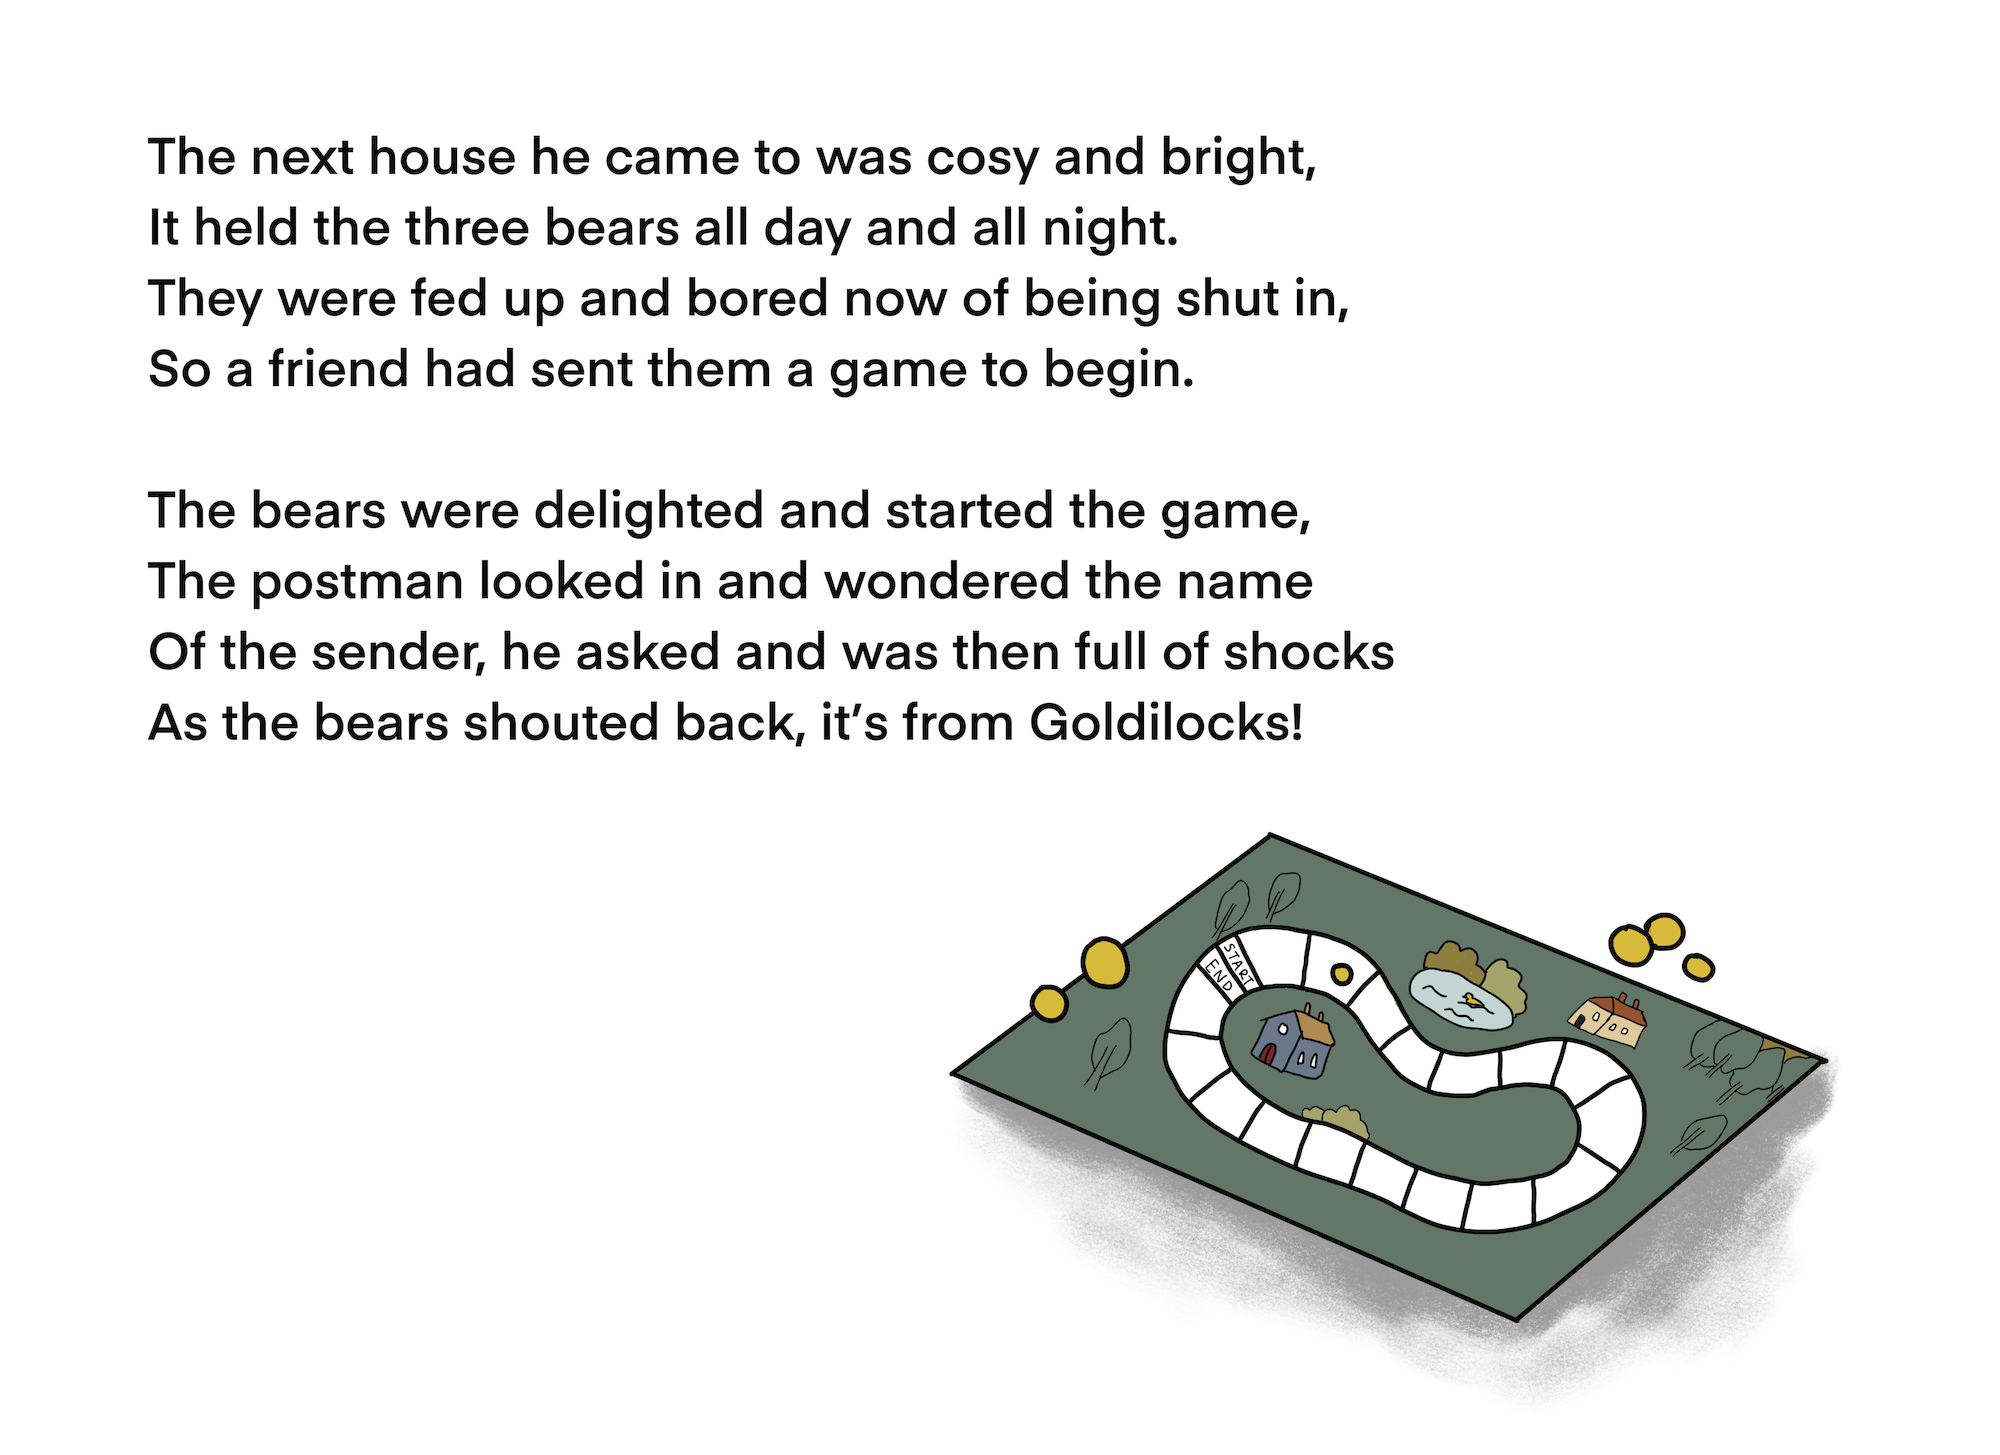 The next house he came to was cosy and bright,
It held the three bears all day and all night.
They were fed up and bored now of being shut in,
So a friend had sent them a game to begin.
The bears were delighted and started the game,
The postman looked in and wondered the name
Of the sender, he asked and was then full of shocks
As the bears shouted back, it’s from Goldilocks!
START
END